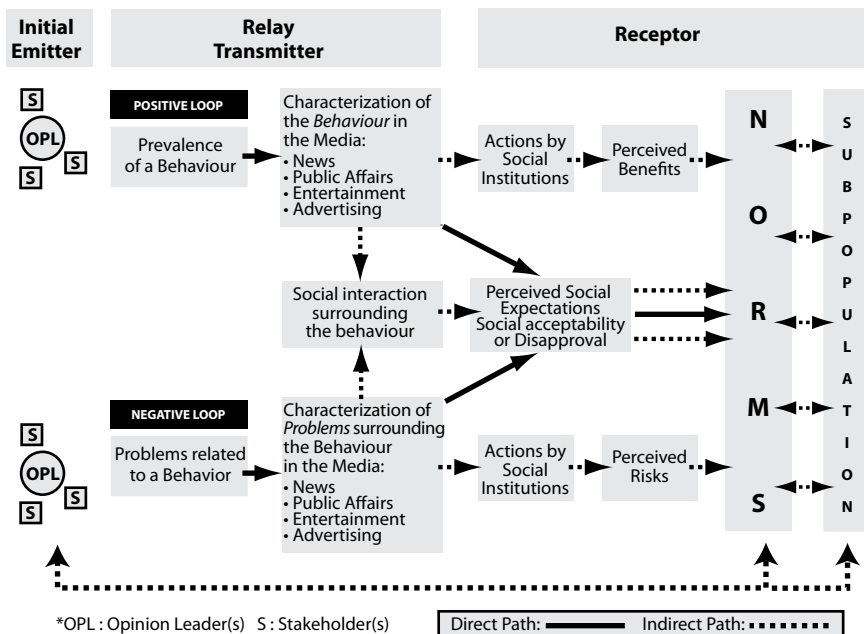 Initial
Emitter
Relay
Transmitter
Receptor
S
OPL
S
S
POSITIVE LOOP
Prevalence
of a Behaviour
Characterization of
the Behaviour in
the Media:
• News
• Public Affairs
• Entertainment
• Advertising
Actions by
Social
Institutions
Perceived
Benefits
Social interaction
surrounding
the behaviour
Perceived Social
Expectations
Social acceptability
or Disapproval
NEGATIVE LOOP
Problems related
to a Behavior
S
OPL
S
S
Characterization of
Problems surrounding
the Behaviour
in the Media:
• News
• Public Affairs
• Entertainment
• Advertising
Actions by
Social
Institutions
Perceived
Risks
N
O
R
M
S
S
U
B
P
O
P
U
L
A
T
I
O
N
*OPL : Opinion Leader(s) S : Stakeholder(s)
Direct Path: Indirect Path: